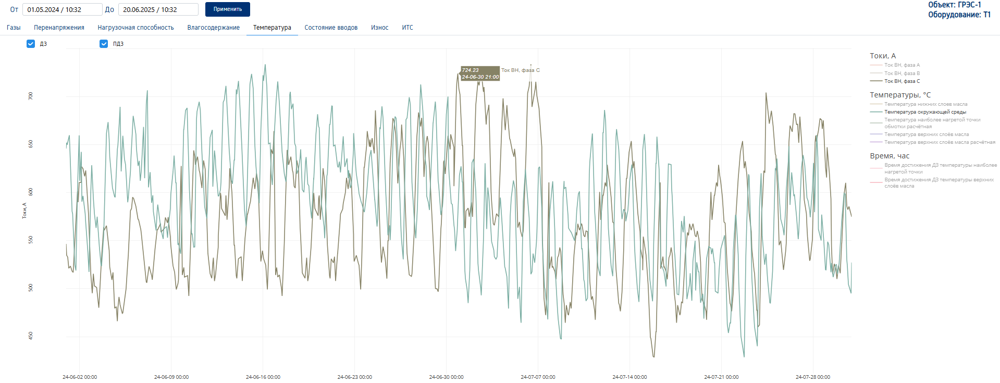 От 01.05.2024 / 10:32 До 20.06.2025 / 10:32 Применить
Объект: ГРЭС-1
Оборудование: Т1
Газы Перенапряжения Нагрузочная способность Влагосодержание Температура Состояние вводов Износ ИТС
ДЗ ПДЗ
724.23 Ток ВН, фаза C
24-06-30 21:00
Токи, А
700
650
600
550
500
450
24-06-02 00:00 24-06-09 00:00 24-06-16 00:00 24-06-23 00:00 24-06-30 00:00 24-07-07 00:00 24-07-14 00:00 24-07-21 00:00 24-07-28 00:00
Токи, А
Ток ВН, фаза А
Ток ВН, фаза В
Ток ВН, фаза С
Температуры, °С
Температура нижних слоев масла
Температура окружающей среды
Температура наиболее нагретой точки
обмотки расчётная
Температура верхних слоёв масла
Температура верхних слоёв масла расчётная
Время, час
Время достижения ДЗ температуры наиболее
нагретой точки
Время достижения ДЗ температуры верхних
слоёв масла